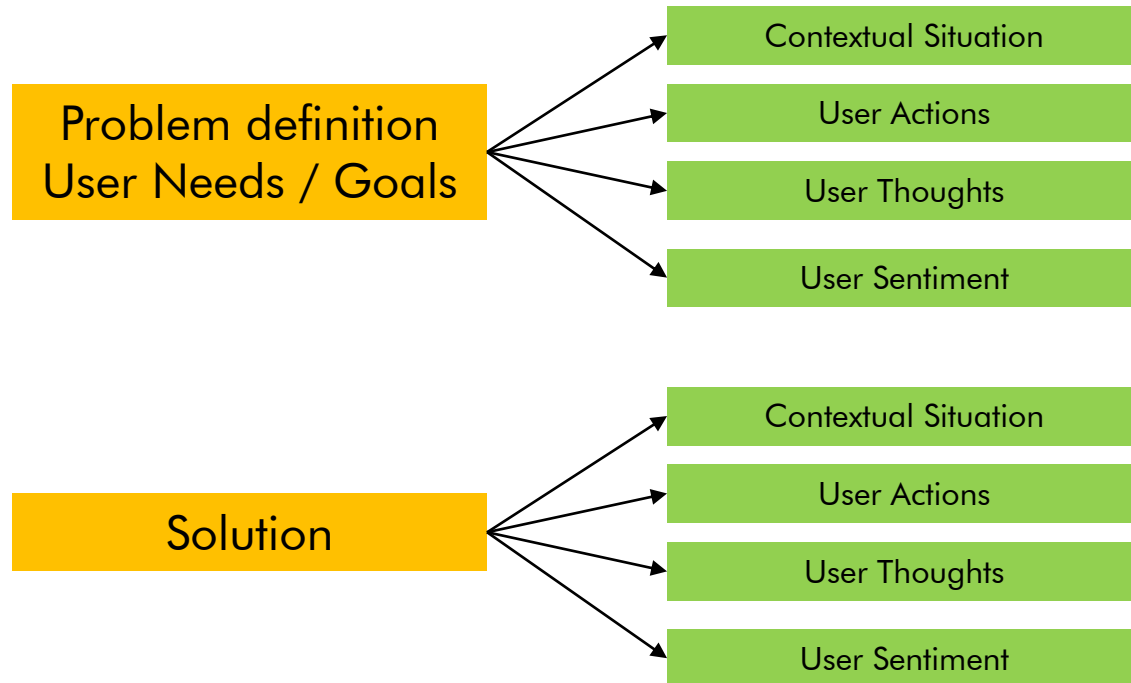 Problem definition
User Needs / Goals
Contextual Situation
User Actions
User Thoughts
User Sentiment
Solution
Contextual Situation
User Actions
User Thoughts
User Sentiment